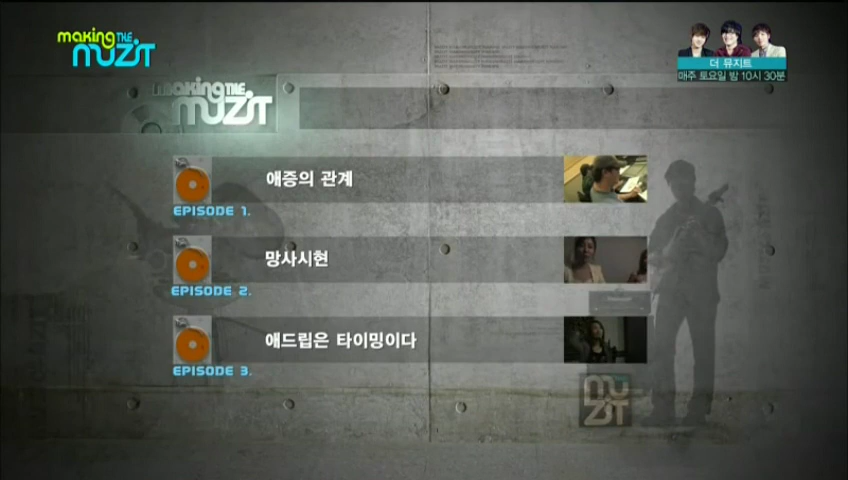 making THE
MUZIT
더 뮤지트
매주 토요일 밤 10시 30분
making THE
MUZIT
애증의 관계
EPISODE 1.
망사시현
EPISODE 2.
애드립은 타이밍이다
EPISODE 3.
MU
ZIT